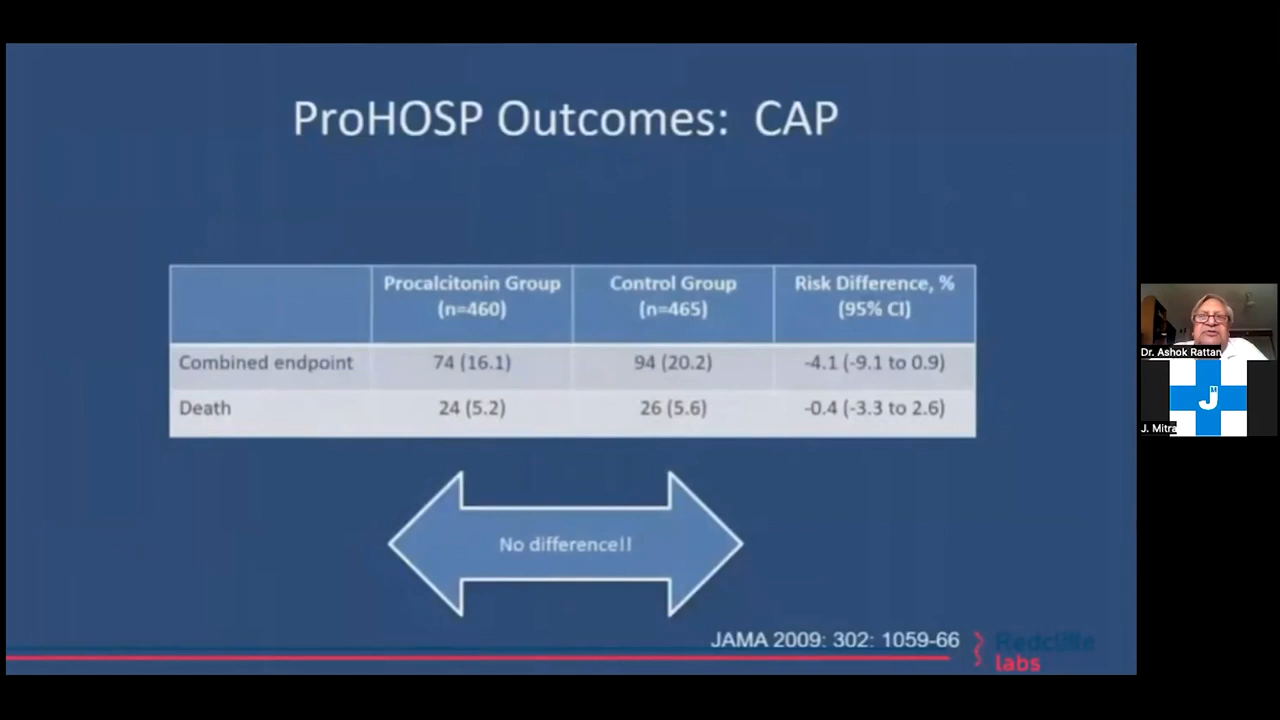 ProHOSP Outcomes: CAP
Procalcitonin Group
(n=460)
Control Group
(n=465)
Risk Difference, %
(95% CI)
Combined endpoint
74 (16.1)
94 (20.2)
-4.1 (-9.1 to 0.9)
Death
24 (5.2)
26 (5.6)
-0.4 (-3.3 to 2.6)
No difference!!
JAMA 2009: 302: 1059-66
Redcliffe
labs
Dr. Ashok Rattan
J. Mitra